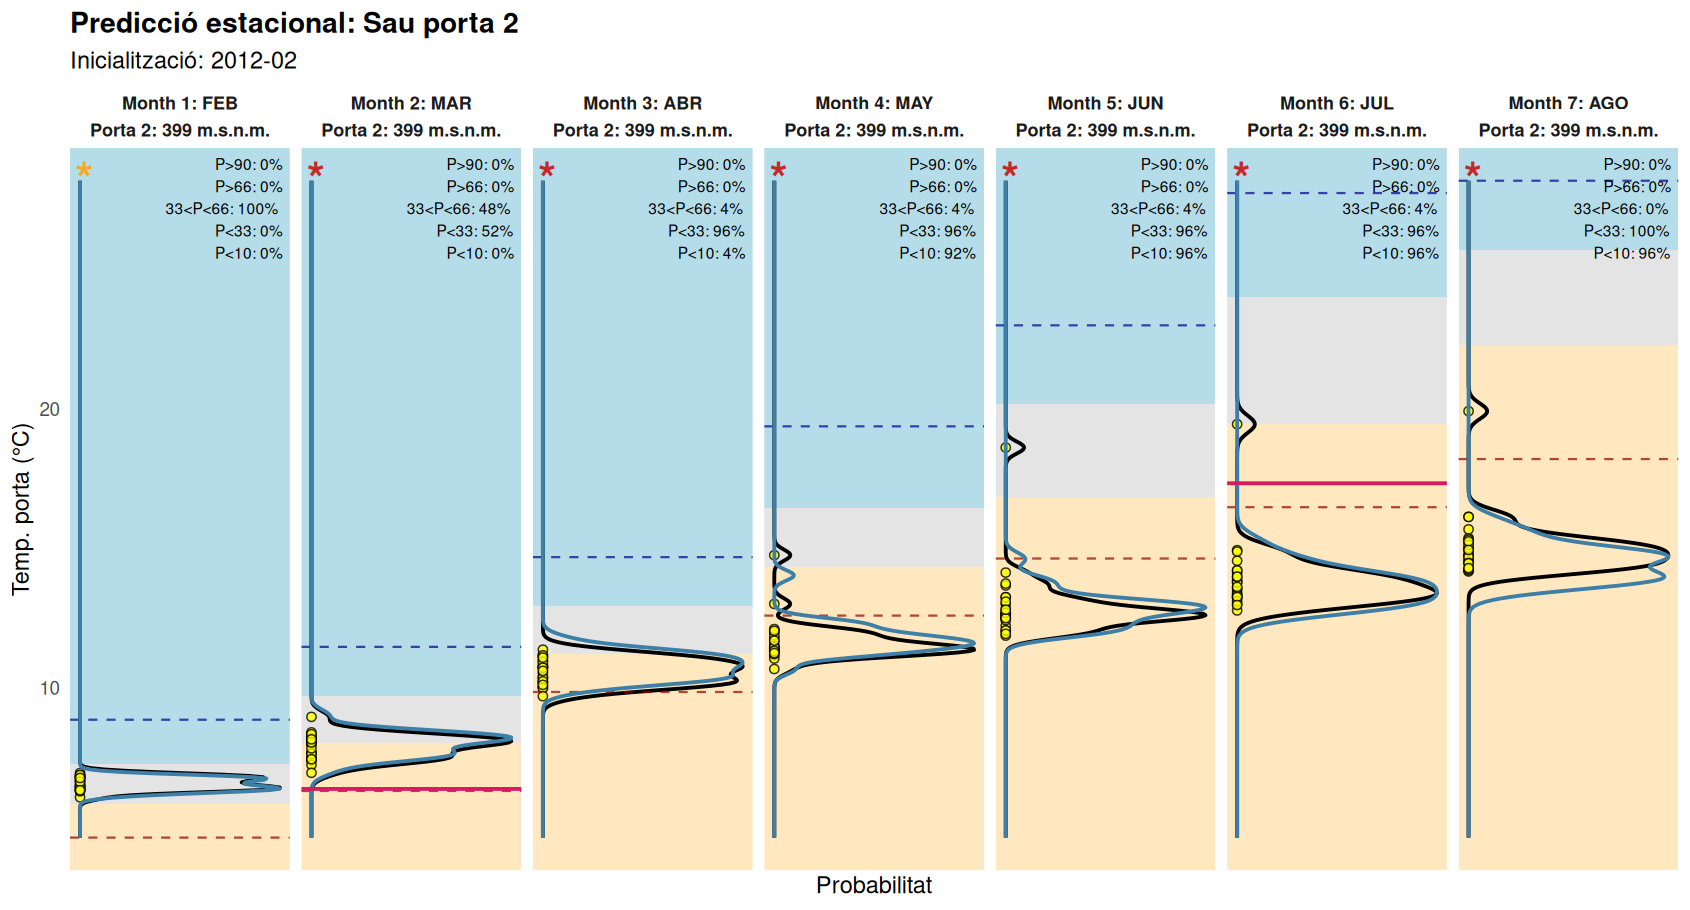 Predicció estacional: Sau porta 2
Inicialització: 2012-02
Month 1: FEB
Porta 2: 399 m.s.n.m.
Month 2: MAR
Porta 2: 399 m.s.n.m.
Month 3: ABR
Porta 2: 399 m.s.n.m.
Month 4: MAY
Porta 2: 399 m.s.n.m.
Month 5: JUN
Porta 2: 399 m.s.n.m.
Month 6: JUL
Porta 2: 399 m.s.n.m.
Month 7: AGO
Porta 2: 399 m.s.n.m.
*
P>90: 0%
P>66: 0%
33<P<66: 100%
P<33: 0%
P<10: 0%
*
P>90: 0%
P>66: 0%
33<P<66: 48%
P<33: 52%
P<10: 0%
*
P>90: 0%
P>66: 0%
33<P<66: 4%
P<33: 96%
P<10: 4%
*
P>90: 0%
P>66: 0%
33<P<66: 4%
P<33: 96%
P<10: 92%
*
P>90: 0%
P>66: 0%
33<P<66: 4%
P<33: 96%
P<10: 96%
*
P>90: 0%
P>66: 0%
33<P<66: 4%
P<33: 96%
P<10: 96%
*
P>90: 0%
P>66: 0%
33<P<66: 0%
P<33: 100%
P<10: 96%
20
10
Temp. porta (°C)
Probabilitat